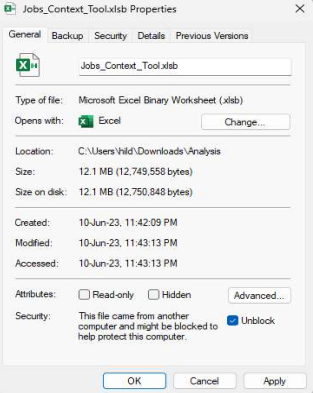 Jobs_Context_Tool.xlsb Properties
General Backup Security Details Previous Versions
Jobs_Context_Tool.xlsb
Type of file: Microsoft Excel Binary Worksheet (.xlsb)
Opens with: Excel Change...
Location: C:\Users\hild\Downloads\Analysis
Size: 12.1 MB (12,749,558 bytes)
Size on disk: 12.1 MB (12,750,848 bytes)
Created: 10-Jun-23, 11:42:09 PM
Modified: 10-Jun-23, 11:43:13 PM
Accessed: 10-Jun-23, 11:43:13 PM
Attributes: Read-only Hidden Advanced...
Security: This file came from another
computer and might be blocked to
help protect this computer.
Unblock
OK Cancel Apply